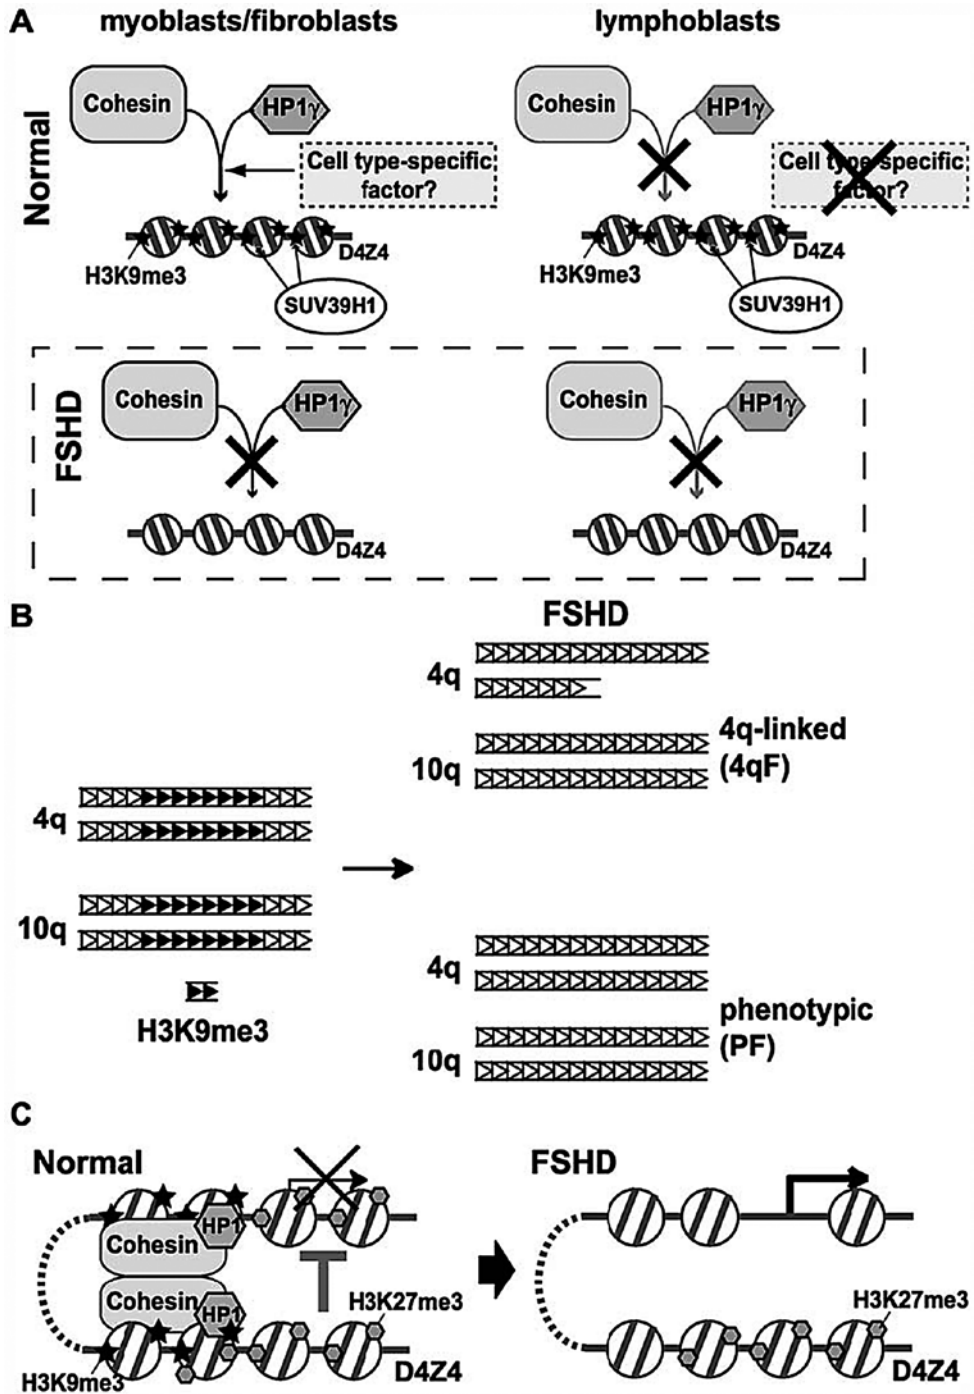 A
myoblasts/fibroblasts
lymphoblasts
Normal
Cohesin
HP1γ
Cell type-specific
factor?
H3K9me3
SUV39H1
D4Z4
Cohesin
HP1γ
Cell type-specific
factor?
H3K9me3
SUV39H1
D4Z4
FSHD
Cohesin
HP1γ
D4Z4
Cohesin
HP1γ
D4Z4
B
FSHD
4q
10q
H3K9me3
4q
10q
4q-linked
(4qF)
4q
10q
phenotypic
(PF)
C
Normal
HP1
Cohesin
Cohesin
HP1
H3K27me3
H3K9me3
D4Z4
FSHD
H3K27me3
D4Z4